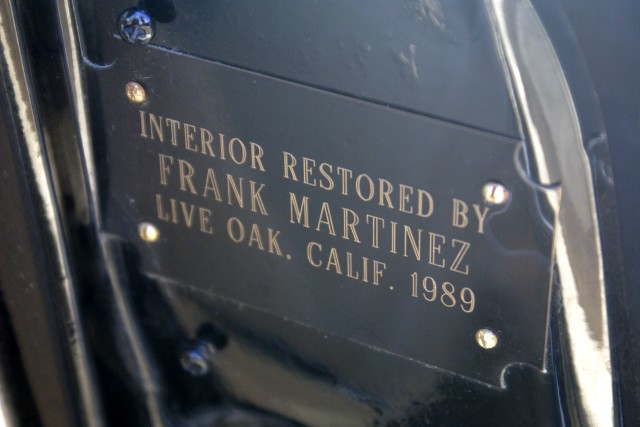 INTERIOR RESTORED BY
FRANK MARTINEZ
LIVE OAK. CALIF. 1989